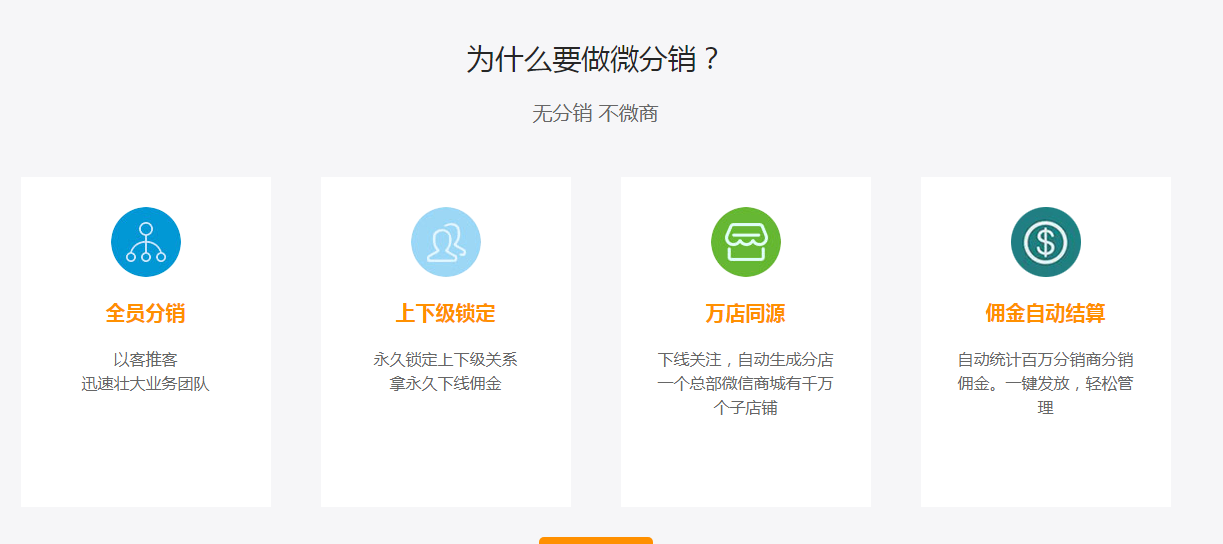 为什么要做微分销？
无分销 不微商
全员分销
以客推客
迅速壮大业务团队
上下级锁定
永久锁定上下级关系
拿永久下线佣金
万店同源
下线关注，自动生成分店
一个总部微信商城有千万
个子店铺
佣金自动结算
自动统计百万分销商分销
佣金。一键发放，轻松管
理